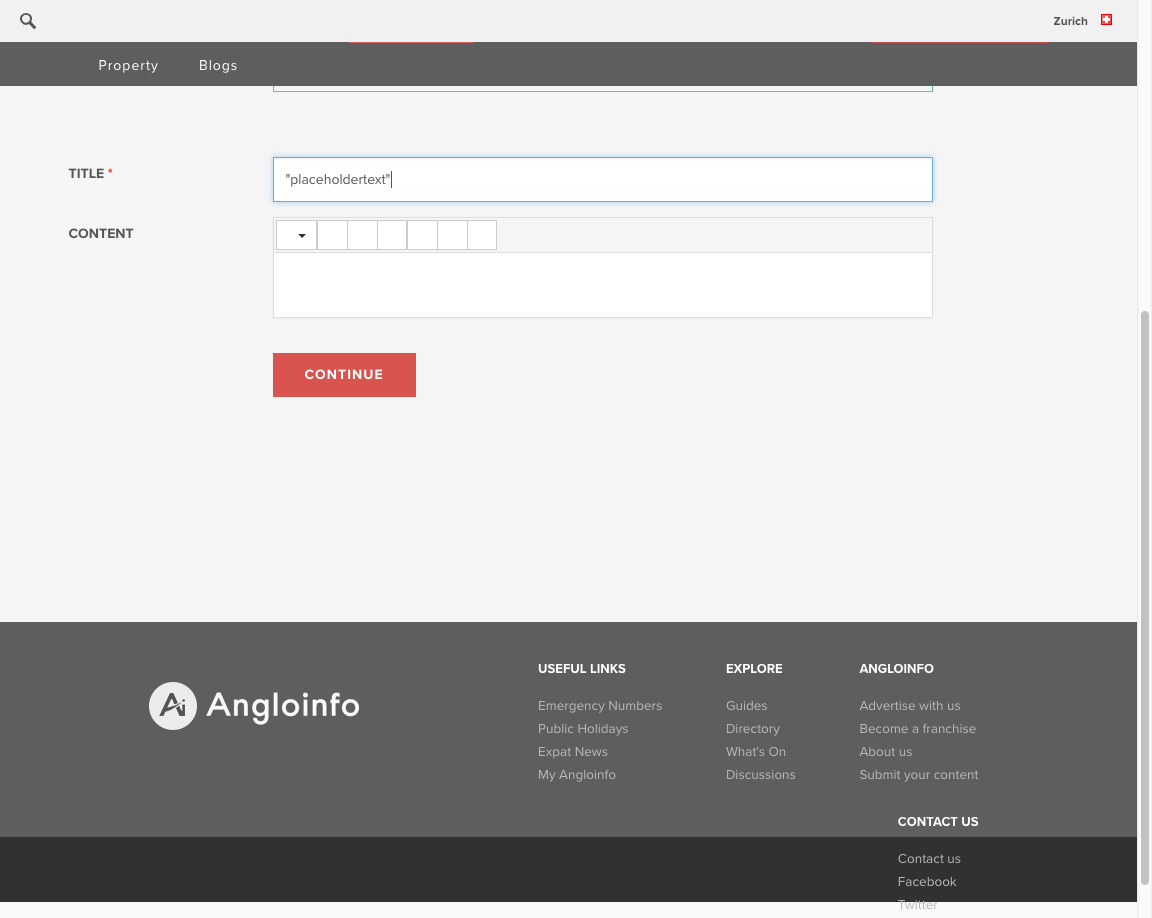 Zurich
Property Blogs
TITLE *
"placeholdertext"
CONTENT
CONTINUE
Angloinfo
USEFUL LINKS
Emergency Numbers
Public Holidays
Expat News
My Angloinfo
EXPLORE
Guides
Directory
What's On
Discussions
ANGLOINFO
Advertise with us
Become a franchise
About us
Submit your content
CONTACT US
Contact us
Facebook
Twitter